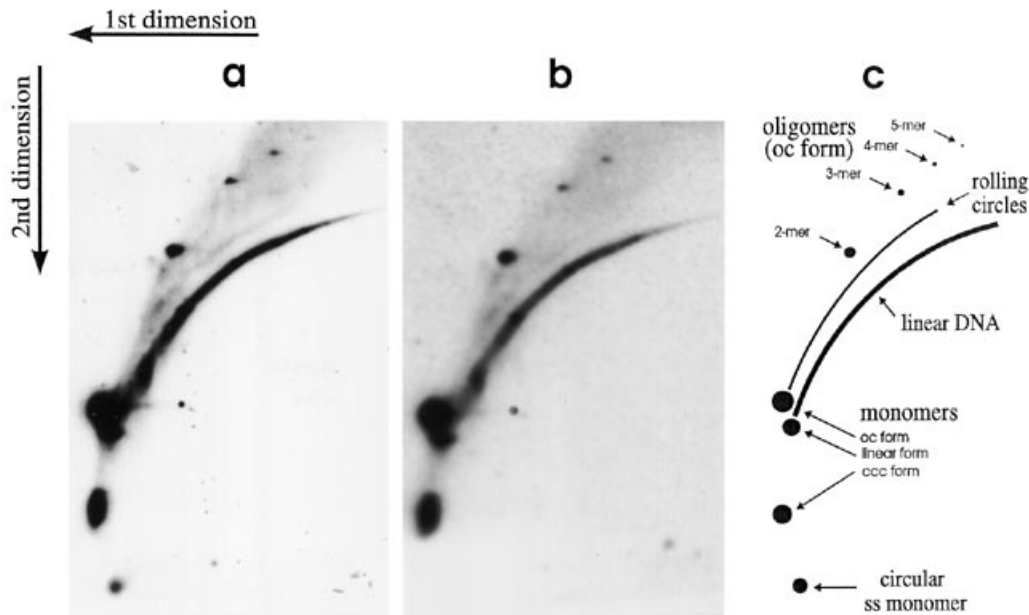 1st dimension
2nd dimension
a
b
c
oligomers
(oc form)
5-mer
4-mer
3-mer
2-mer
rolling
circles
linear DNA
monomers
oc form
linear form
ccc form
circular
ss monomer